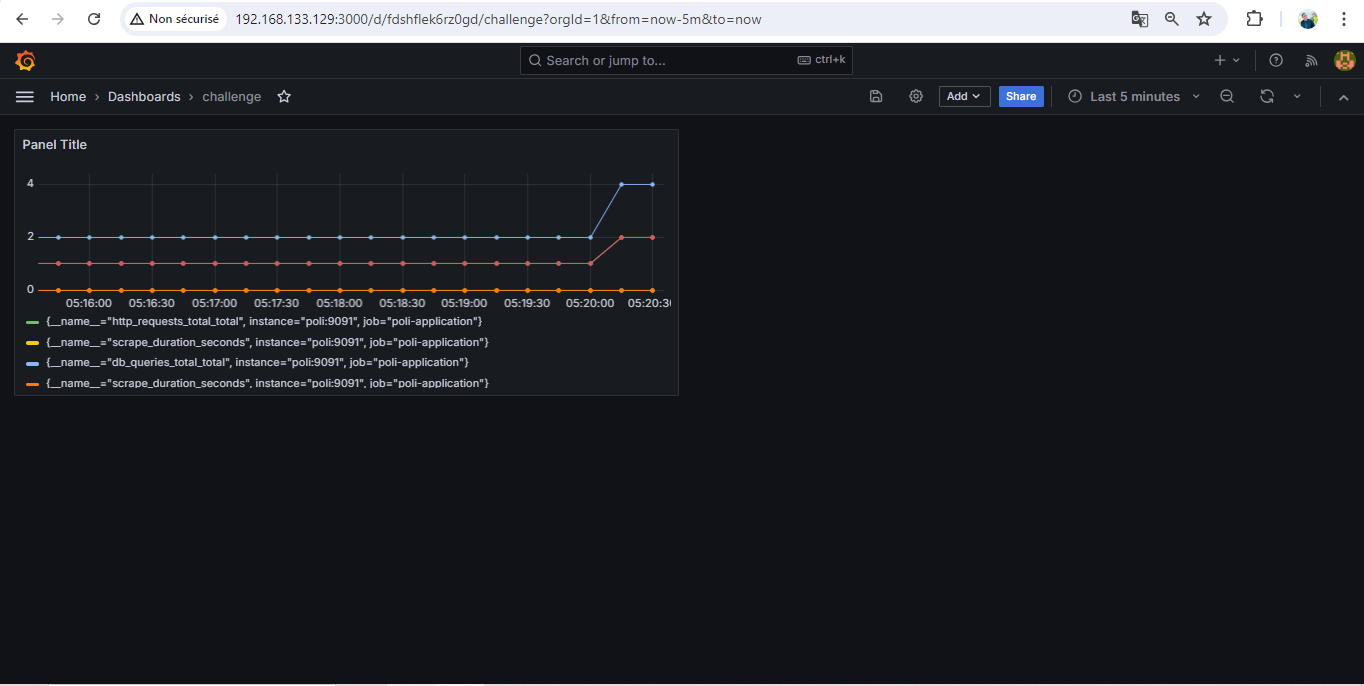 Non sécurisé 192.168.133.129:3000/d/fdshflek6rz0gd/challenge?orgId=1&from=now-5m&to=now
Search or jump to... ctrl+k
Home › Dashboards › challenge Add Share Last 5 minutes
Panel Title
4
2
0
05:16:00 05:16:30 05:17:00 05:17:30 05:18:00 05:18:30 05:19:00 05:19:30 05:20:00 05:20:30
{__name__="http_requests_total_total", instance="poli:9091", job="poli-application"}
{__name__="scrape_duration_seconds", instance="poli:9091", job="poli-application"}
{__name__="db_queries_total_total", instance="poli:9091", job="poli-application"}
{__name__="scrape_duration_seconds", instance="poli:9091", job="poli-application"}